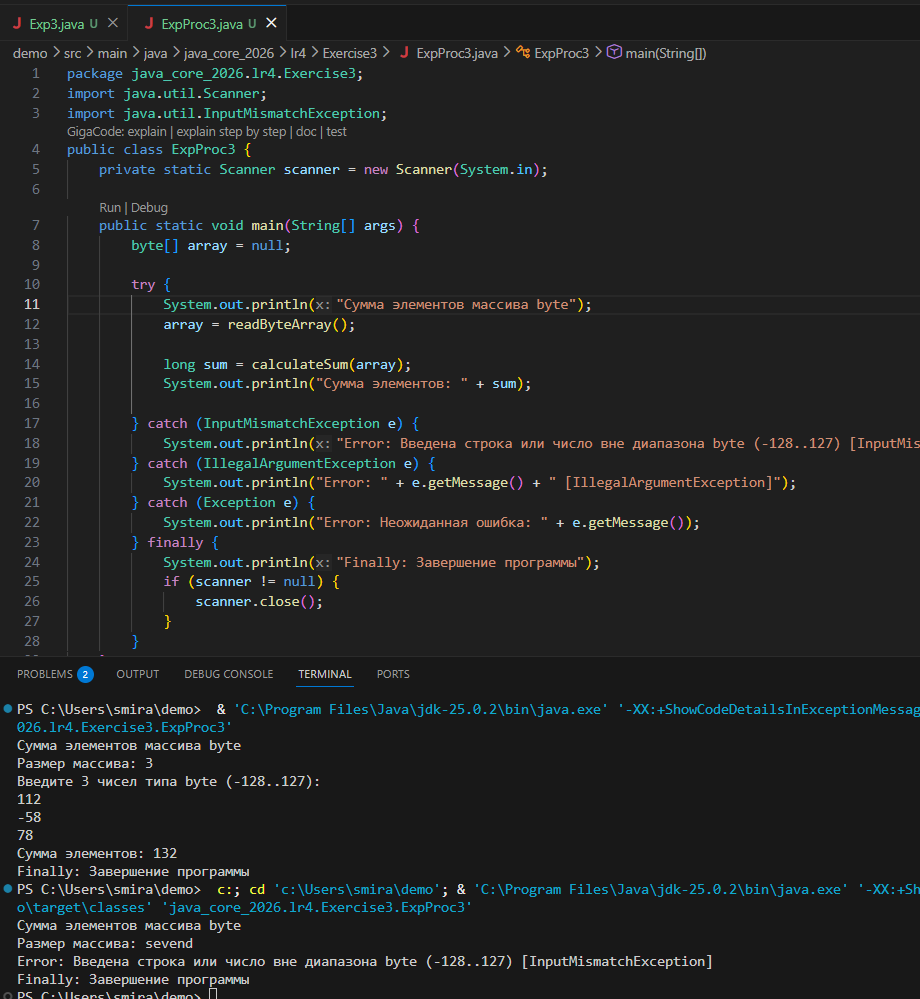 Exp3.java U
ExpProc3.java U
demo > src > main > java > java_core_2026 > lr4 > Exercise3 > ExpProc3.java > ExpProc3 > main(String[])
1 package java_core_2026.lr4.Exercise3;
2 import java.util.Scanner;
3 import java.util.InputMismatchException;
GigaCode: explain | explain step by step | doc | test
4 public class ExpProc3 {
5 private static Scanner scanner = new Scanner(System.in);
6
Run | Debug
7 public static void main(String[] args) {
8 byte[] array = null;
9
10 try {
11 System.out.println(x: "Сумма элементов массива byte");
12 array = readByteArray();
13
14 long sum = calculateSum(array);
15 System.out.println("Сумма элементов: " + sum);
16
17 } catch (InputMismatchException e) {
18 System.out.println(x: "Error: Введена строка или число вне диапазона byte (-128..127) [InputMis
19 } catch (IllegalArgumentException e) {
20 System.out.println("Error: " + e.getMessage() + " [IllegalArgumentException]");
21 } catch (Exception e) {
22 System.out.println("Error: Неожиданная ошибка: " + e.getMessage());
23 } finally {
24 System.out.println(x: "Finally: Завершение программы");
25 if (scanner != null) {
26 scanner.close();
27 }
28 }
PROBLEMS 2 OUTPUT DEBUG CONSOLE TERMINAL PORTS
PS C:\Users\smira\demo> & 'C:\Program Files\Java\jdk-25.0.2\bin\java.exe' '-XX:+ShowCodeDetailsInExceptionMessag
026.lr4.Exercise3.ExpProc3'
Сумма элементов массива byte
Размер массива: 3
Введите 3 чисел типа byte (-128..127):
112
-58
78
Сумма элементов: 132
Finally: Завершение программы
PS C:\Users\smira\demo> c:; cd 'c:\Users\smira\demo'; & 'C:\Program Files\Java\jdk-25.0.2\bin\java.exe' '-XX:+Sh
o\target\classes' 'java_core_2026.lr4.Exercise3.ExpProc3'
Сумма элементов массива byte
Размер массива: sevend
Error: Введена строка или число вне диапазона byte (-128..127) [InputMismatchException]
Finally: Завершение программы
PS C:\Users\smira\demo>